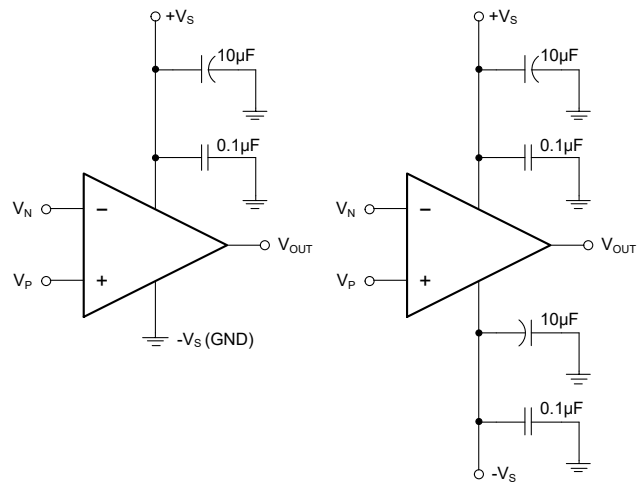 +VS
10µF
0.1µF
VN
−
VOUT
VP
+
-VS (GND)
+VS
10µF
0.1µF
VN
−
VOUT
VP
+
10µF
0.1µF
-VS